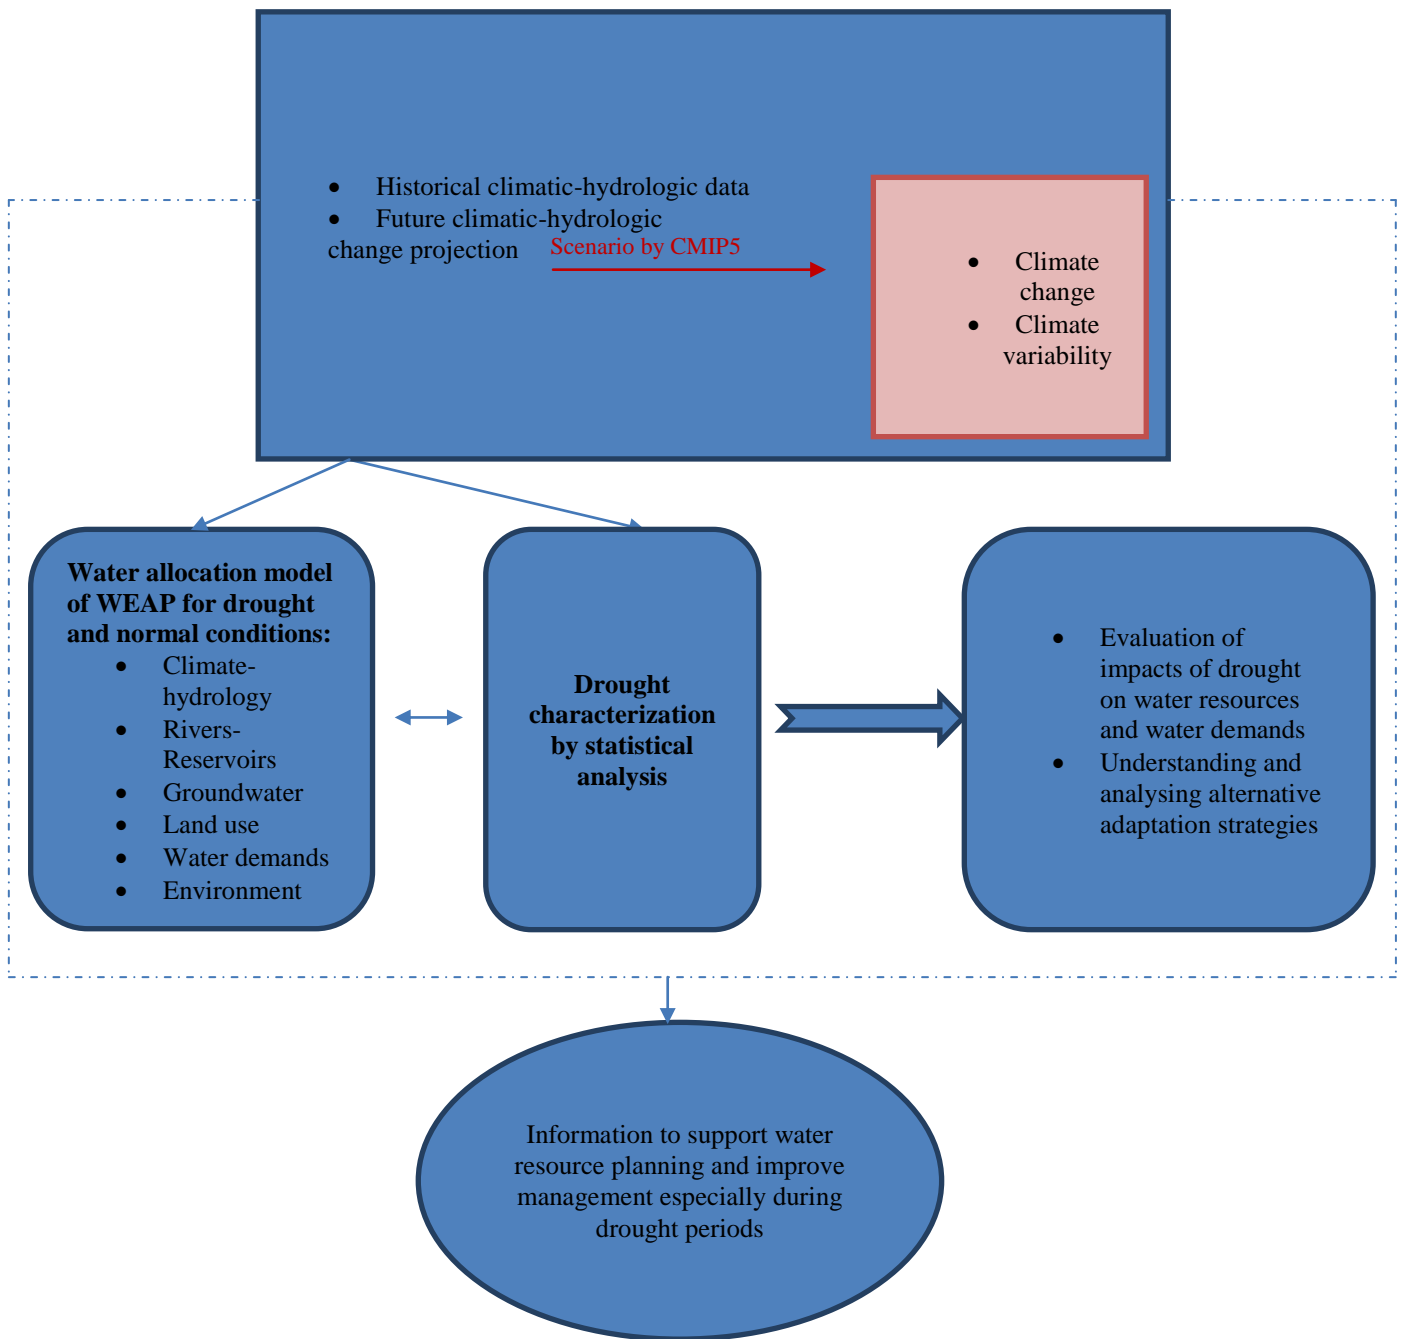 • Historical climatic-hydrologic data
• Future climatic-hydrologic
change projection
Scenario by CMIP5
• Climate
change
• Climate
variability
Water allocation model
of WEAP for drought
and normal conditions:
• Climate-
hydrology
• Rivers-
Reservoirs
• Groundwater
• Land use
• Water demands
• Environment
Drought
characterization
by statistical
analysis
• Evaluation of
impacts of drought
on water resources
and water demands
• Understanding and
analysing alternative
adaptation strategies
Information to support water
resource planning and improve
management especially during
drought periods